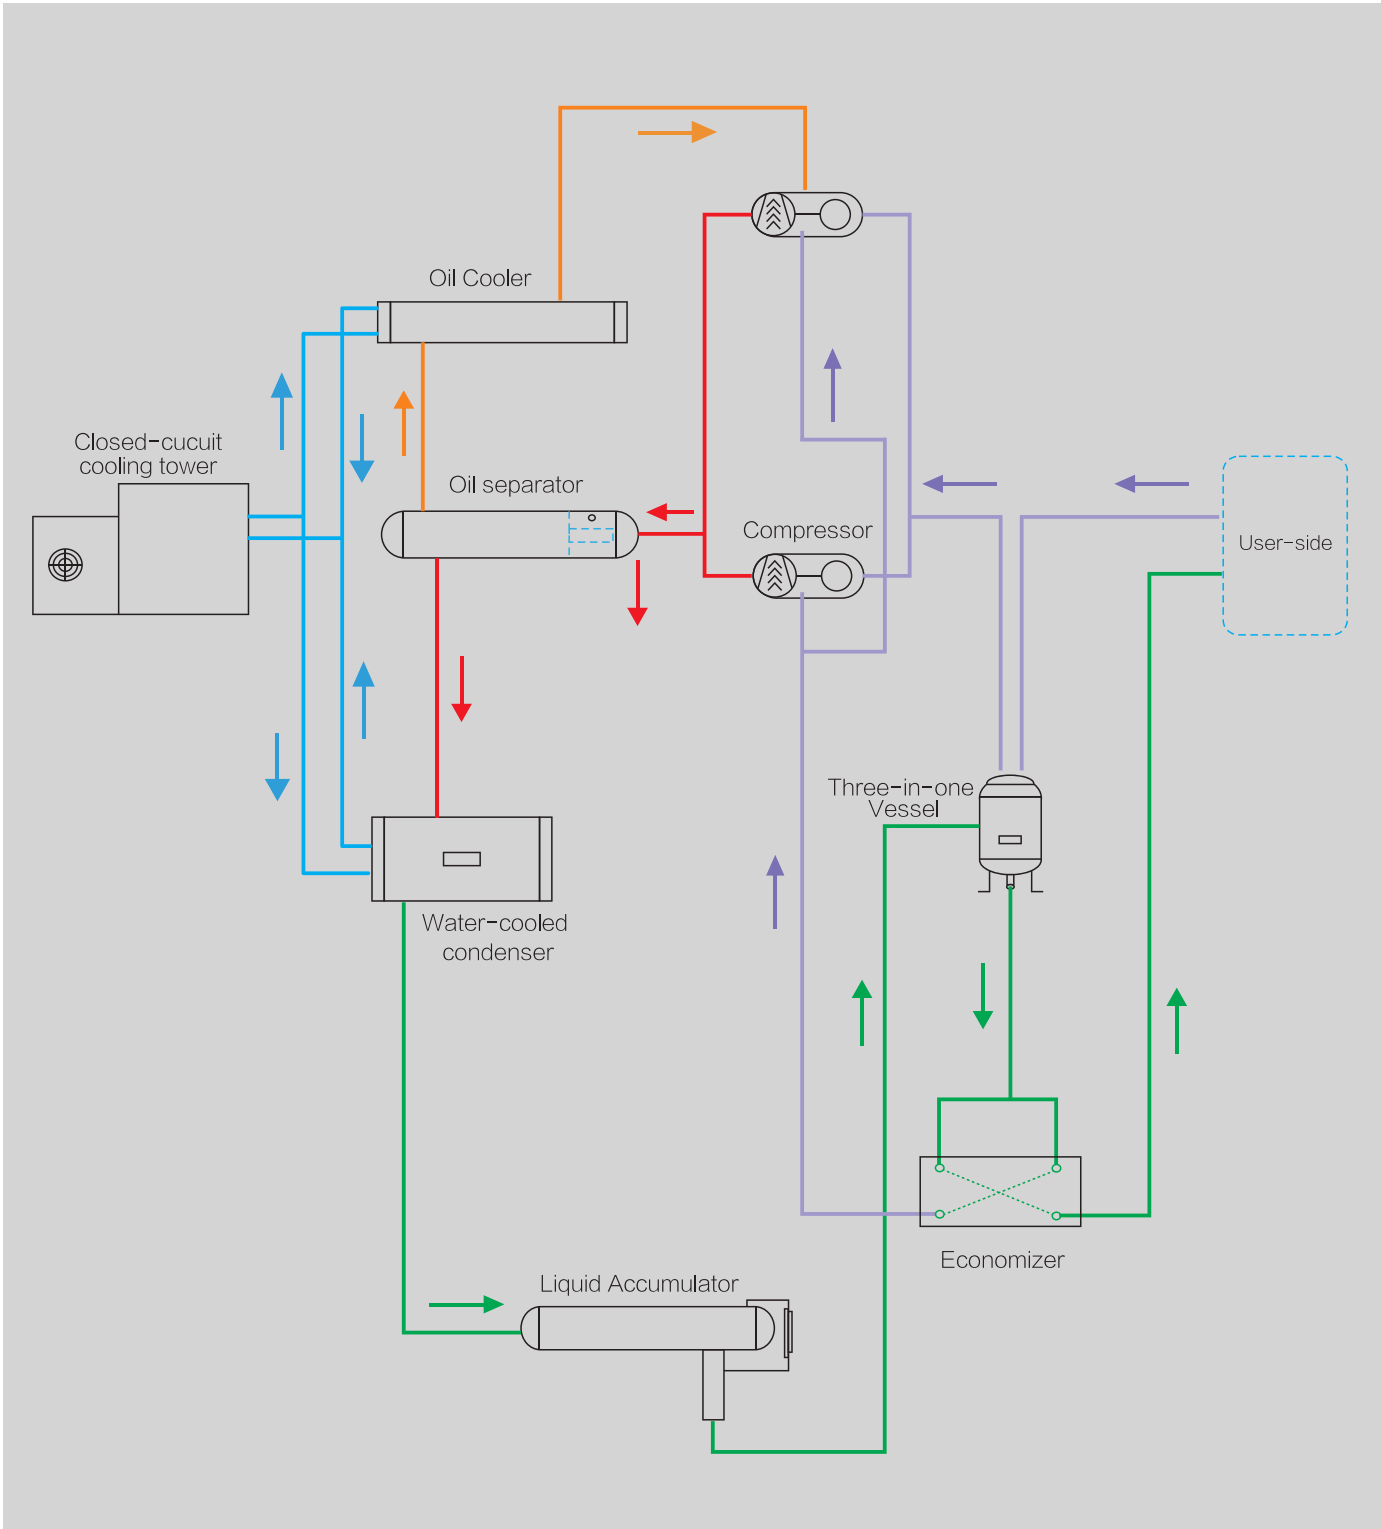 Oil Cooler
Closed-cucuit
cooling tower
Oil separator
Compressor
User-side
Three-in-one
Vessel
Water-cooled
condenser
Economizer
Liquid Accumulator